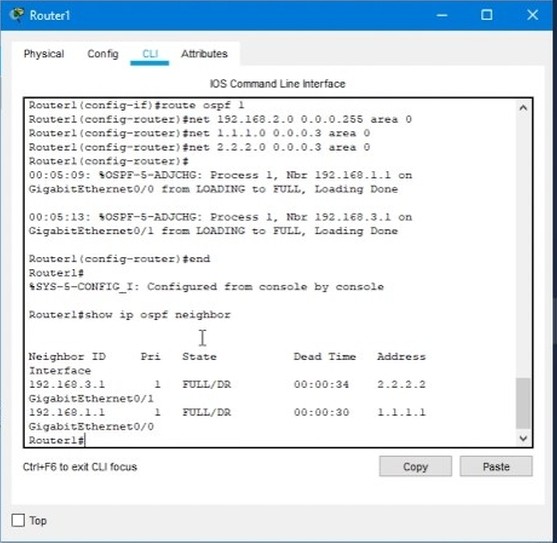 Router1
Physical Config CLI Attributes
IOS Command Line Interface
Router1(config-if)#route ospf 1
Router1(config-router)#net 192.168.2.0 0.0.0.255 area 0
Router1(config-router)#net 1.1.1.0 0.0.0.3 area 0
Router1(config-router)#net 2.2.2.0 0.0.0.3 area 0
Router1(config-router)#
00:05:09: %OSPF-5-ADJCHG: Process 1, Nbr 192.168.1.1 on
GigabitEthernet0/0 from LOADING to FULL, Loading Done
00:05:13: %OSPF-5-ADJCHG: Process 1, Nbr 192.168.3.1 on
GigabitEthernet0/1 from LOADING to FULL, Loading Done
Router1(config-router)#end
Router1#
%SYS-5-CONFIG_I: Configured from console by console
Router1#show ip ospf neighbor
Neighbor ID Pri State Dead Time Address
Interface
192.168.3.1 1 FULL/DR 00:00:34 2.2.2.2
GigabitEthernet0/1
192.168.1.1 1 FULL/DR 00:00:30 1.1.1.1
GigabitEthernet0/0
Router1#
Ctrl+F6 to exit CLI focus Copy Paste
Top